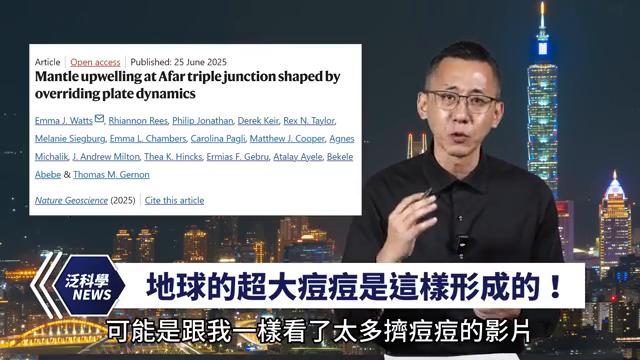 Article | Open access | Published: 25 June 2025
Mantle upwelling at Afar triple junction shaped by
overriding plate dynamics
Emma J. Watts, Rhiannon Rees, Philip Jonathan, Derek Keir, Rex N. Taylor,
Melanie Siegburg, Emma L. Chambers, Carolina Pagli, Matthew J. Cooper, Agnes
Michalik, J. Andrew Milton, Thea K. Hincks, Ermias F. Gebru, Atalay Ayele, Bekele
Abebe & Thomas M. Gernon
Nature Geoscience (2025) | Cite this article
泛科學
NEWS
地球的超大痘痘是這樣形成的！
可能是跟我一樣看了太多擠痘痘的影片